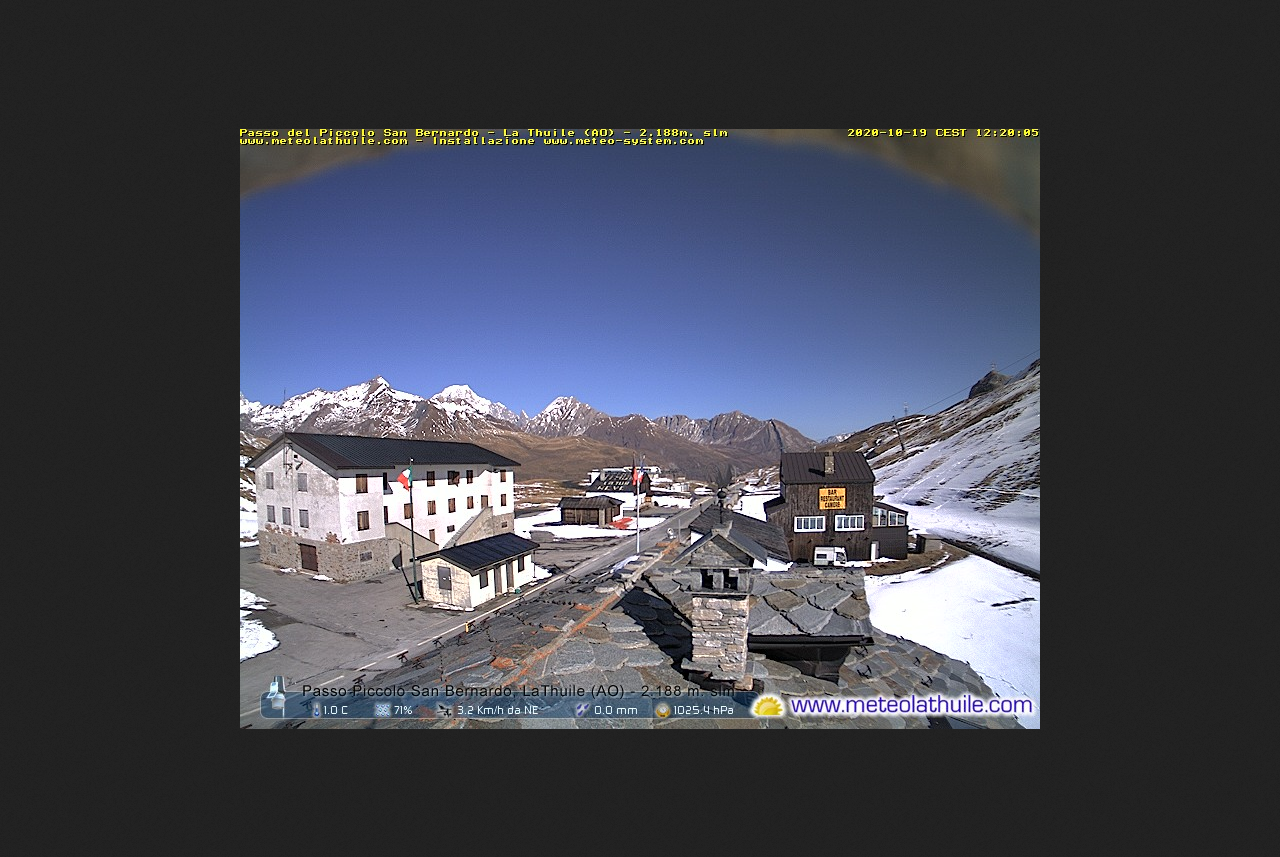 Passo del Piccolo San Bernardo - La Thuile (AO) - 2.188m. slm
2020-10-19 CEST 12:20:05
www.meteolathuile.com - Installazione www.meteo-system.com
BAR
RESTAURANT
Passo Piccolo San Bernardo, LaThuile (AO) - 2.188 m. slm
1.0 C 71% 3.2 Km/h da NE 0.0 mm 1025.4 hPa
www.meteolathuile.com